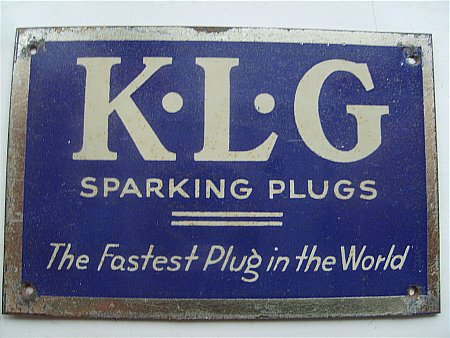 K·L·G
SPARKING PLUGS
The Fastest Plug in the World